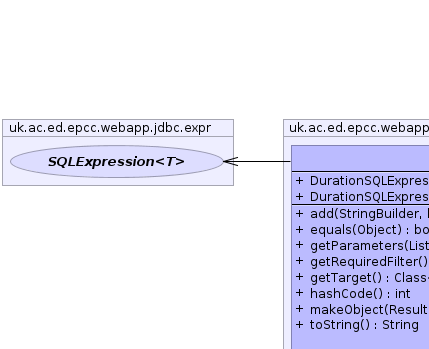 uk.ac.ed.epcc.webapp.jdbc.expr
SQLExpression<T>
uk.ac.ed.epcc.webapp
+ DurationSQLExpres
+ DurationSQLExpres
+ add(StringBuilder,
+ equals(Object) : bo
+ getParameters(List
+ getRequiredFilter()
+ getTarget() : Class
+ hashCode() : int
+ makeObject(Result
+ toString() : String